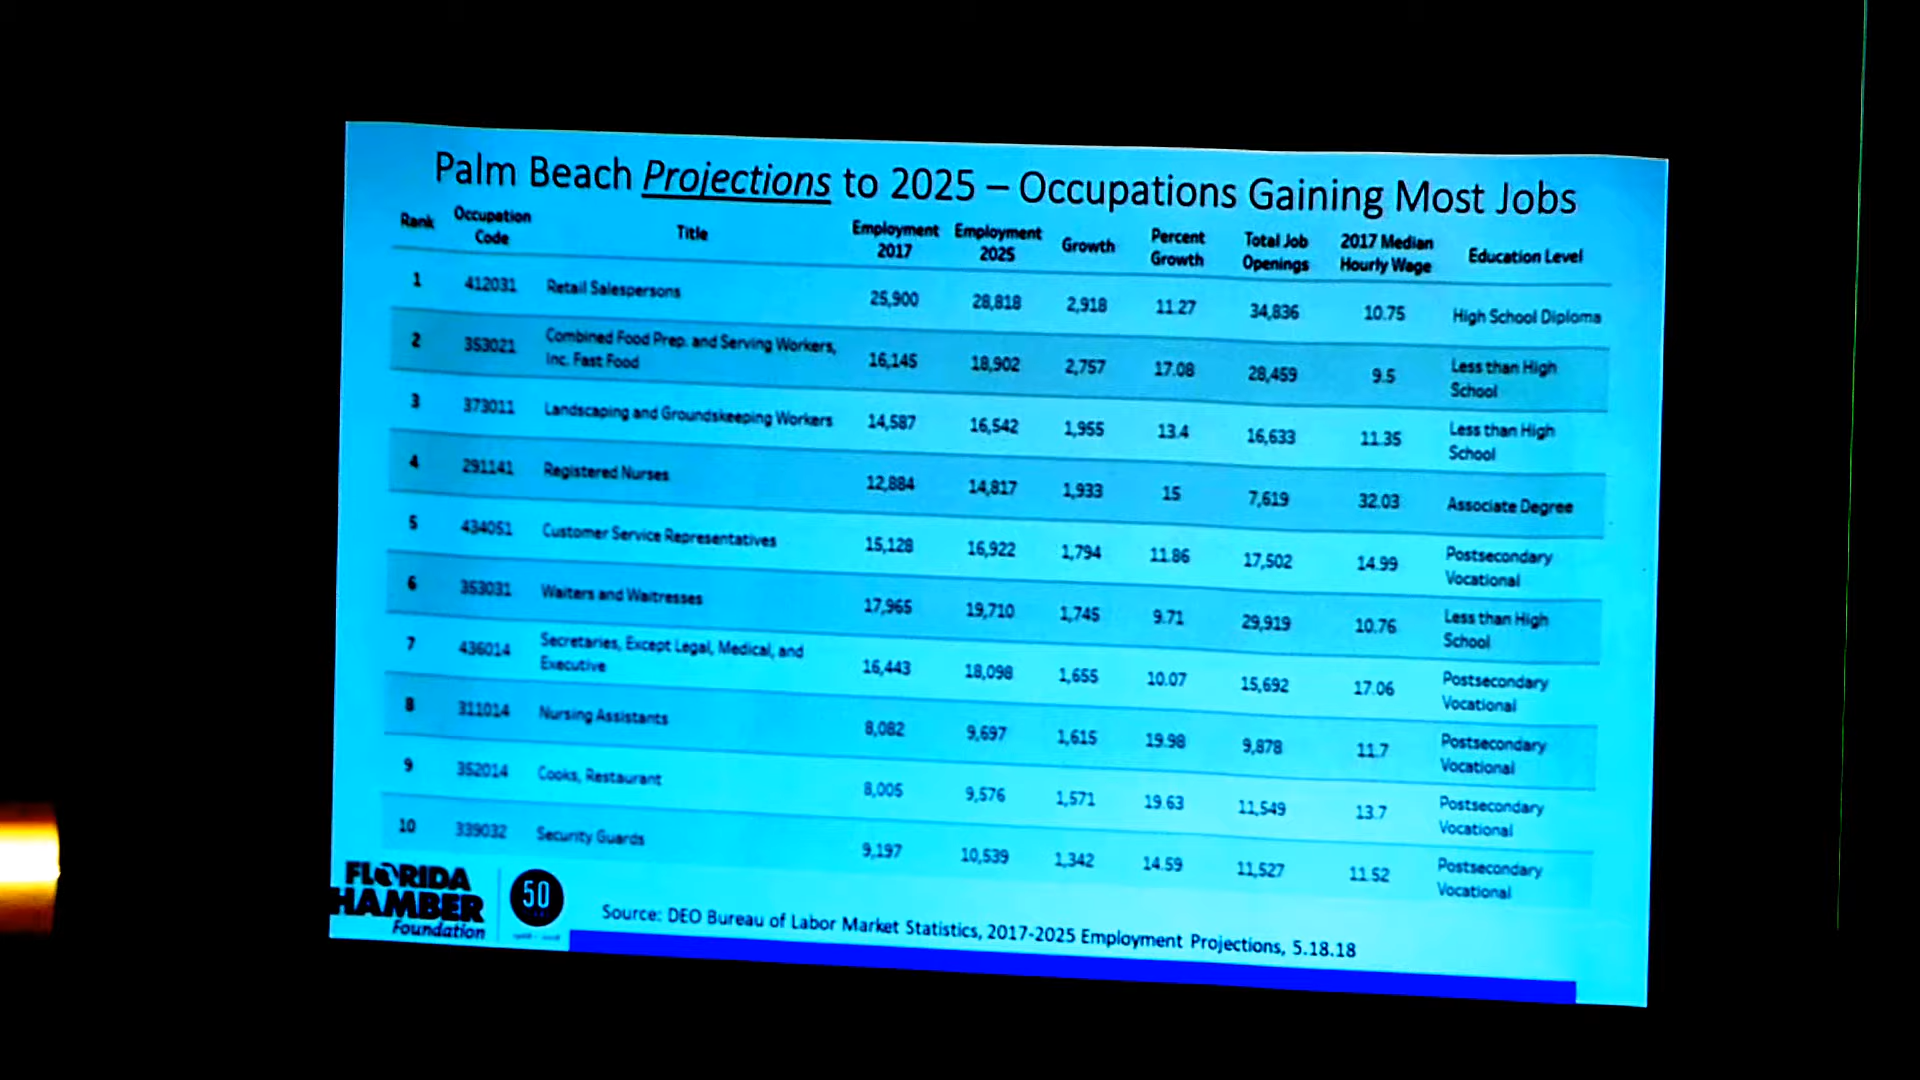 Palm Beach Projections to 2025 – Occupations Gaining Most Jobs
Rank Occupation Code Title Employment 2017 Employment 2025 Growth Percent Growth Total Job Openings 2017 Median Hourly Wage Education Level
1 412031 Retail Salespersons 25,900 28,818 2,918 11.27 34,836 10.75 High School Diploma
2 353021 Combined Food Prep. and Serving Workers, Inc. Fast Food 16,145 18,902 2,757 17.08 28,459 9.5 Less than High School
3 373011 Landscaping and Groundskeeping Workers 14,587 16,542 1,955 13.4 16,633 11.35 Less than High School
4 291141 Registered Nurses 12,884 14,817 1,933 15 7,619 32.03 Associate Degree
5 434051 Customer Service Representatives 15,128 16,922 1,794 11.86 17,502 14.99 Postsecondary Vocational
6 353031 Waiters and Waitresses 17,965 19,710 1,745 9.71 29,919 10.76 Less than High School
7 436014 Secretaries, Except Legal, Medical, and Executive 16,443 18,098 1,655 10.07 15,692 17.06 Postsecondary Vocational
8 311014 Nursing Assistants 8,082 9,697 1,615 19.98 9,878 11.7 Postsecondary Vocational
9 352014 Cooks, Restaurant 8,005 9,576 1,571 19.63 11,549 13.7 Postsecondary Vocational
10 339032 Security Guards 9,197 10,539 1,342 14.59 11,527 11.52 Postsecondary Vocational
FLORIDA
HAMBER
Foundation
50
Source: DEO Bureau of Labor Market Statistics, 2017-2025 Employment Projections, 5.18.18